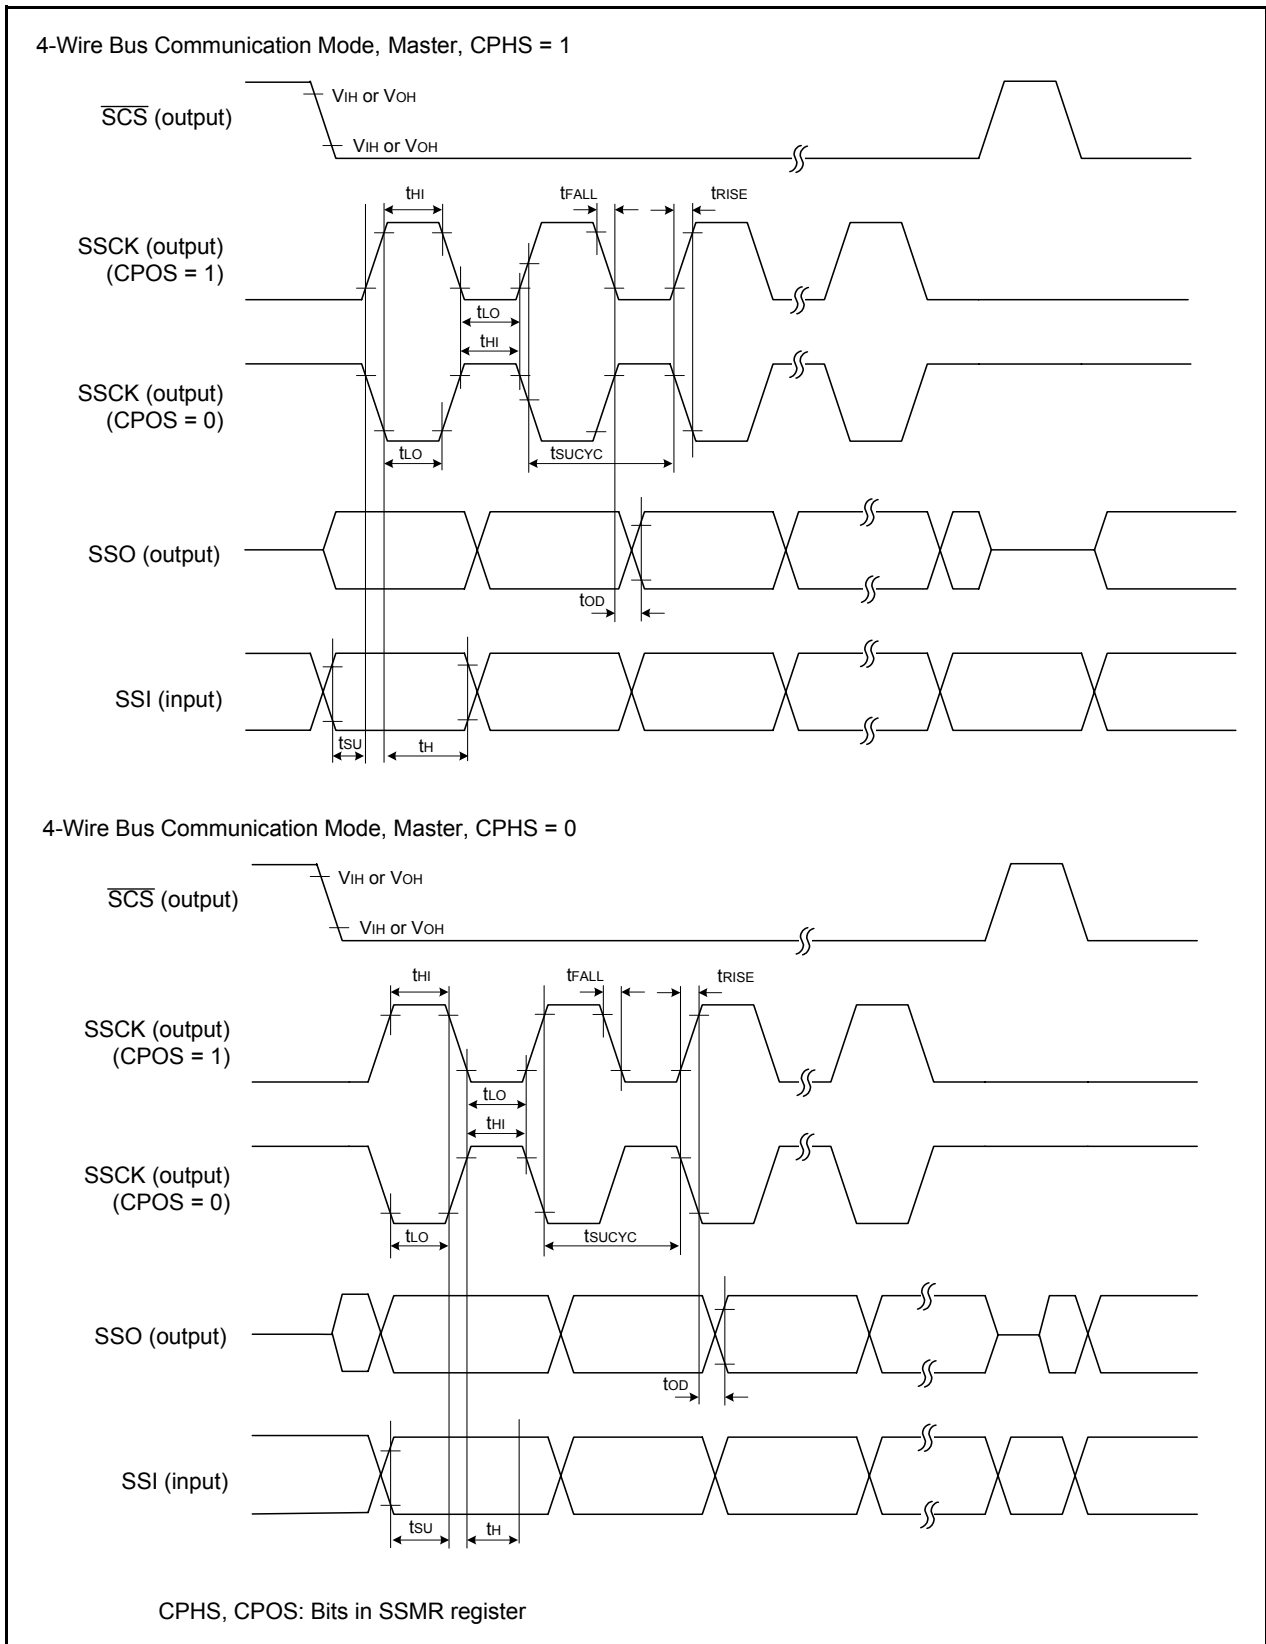 4-Wire Bus Communication Mode, Master, CPHS = 1
SCS (output)
VIH or VOH
VIH or VOH
tHI
tFALL
tRISE
SSCK (output)
(CPOS = 1)
tLO
tHI
SSCK (output)
(CPOS = 0)
tLO
tSUCYC
SSO (output)
tOD
SSI (input)
tSU
tH
4-Wire Bus Communication Mode, Master, CPHS = 0
SCS (output)
VIH or VOH
VIH or VOH
tHI
tFALL
tRISE
SSCK (output)
(CPOS = 1)
tLO
tHI
SSCK (output)
(CPOS = 0)
tLO
tSUCYC
SSO (output)
tOD
SSI (input)
tSU
tH
CPHS, CPOS: Bits in SSMR register